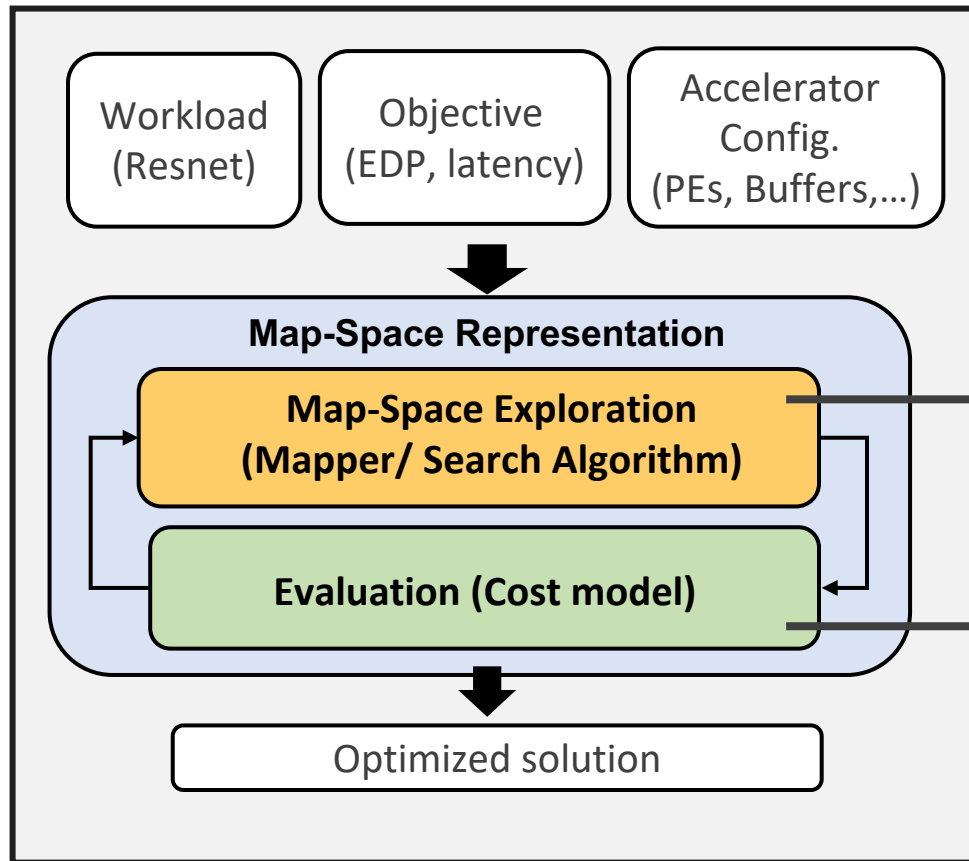 Workload
(Resnet)
Objective
(EDP, latency)
Accelerator
Config.
(PEs, Buffers,...)
Map-Space Representation
Map-Space Exploration
(Mapper/ Search Algorithm)
Evaluation (Cost model)
Optimized solution